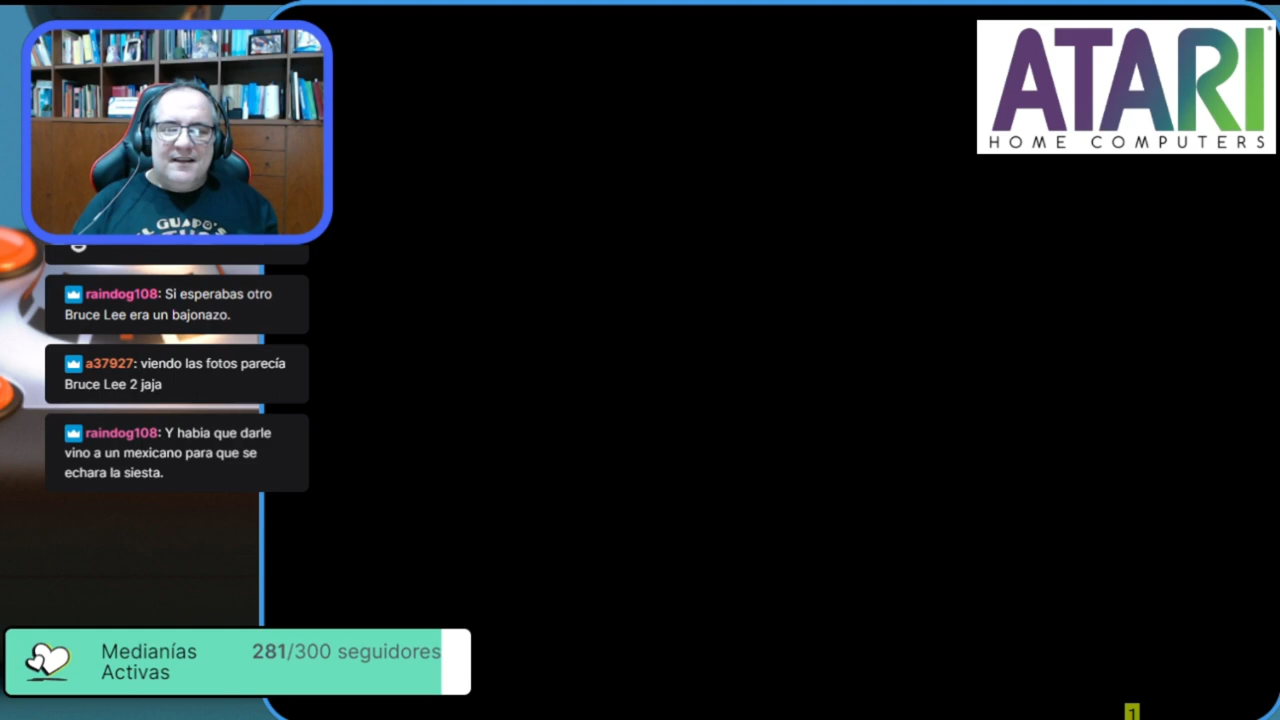 ATARI
HOME COMPUTERS
raindog108: Si esperabas otro
Bruce Lee era un bajonazo.
a37927: viendo las fotos parecía
Bruce Lee 2 jaja
raindog108: Y habia que darle
vino a un mexicano para que se
echara la siesta.
Medianías
Activas
281/300 seguidores
1